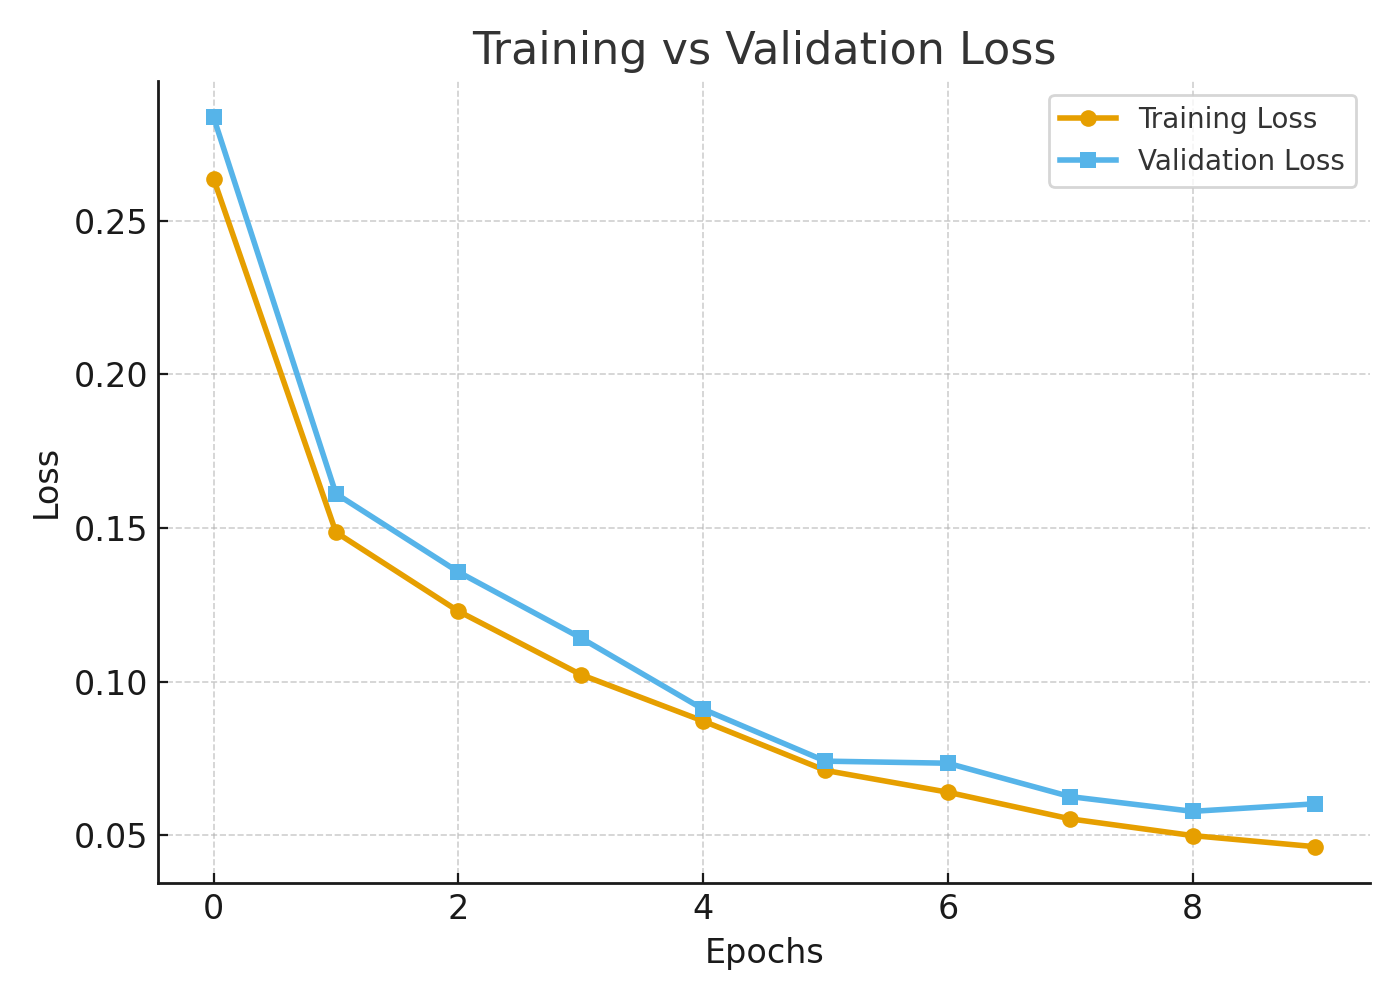 Training vs Validation Loss
Training Loss
Validation Loss
0.25
0.20
0.15
0.10
0.05
Loss
0 2 4 6 8
Epochs